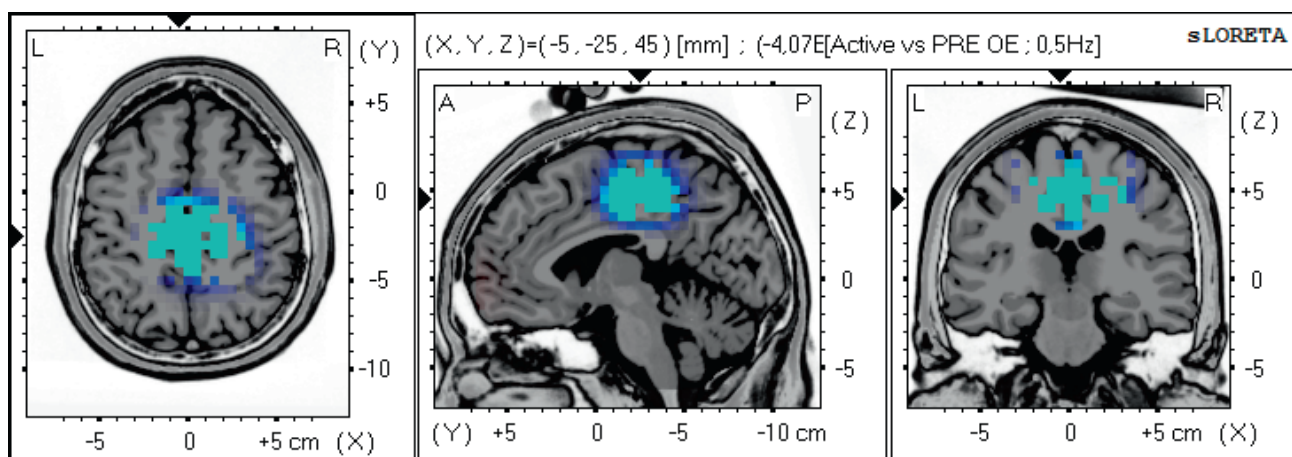 (X, Y, Z)=(-5, -25, 45) [mm] ; (-4,07E[Active vs PRE OE ; 0,5Hz]
sLORETA
L R (Y)
+5
0
-5
-10
-5 0 +5 cm (X)
A P (Z)
+5
0
-5
(Y) +5 0 -5 -10 cm
L R (Z)
+5
0
-5
-5 0 +5 cm (X)